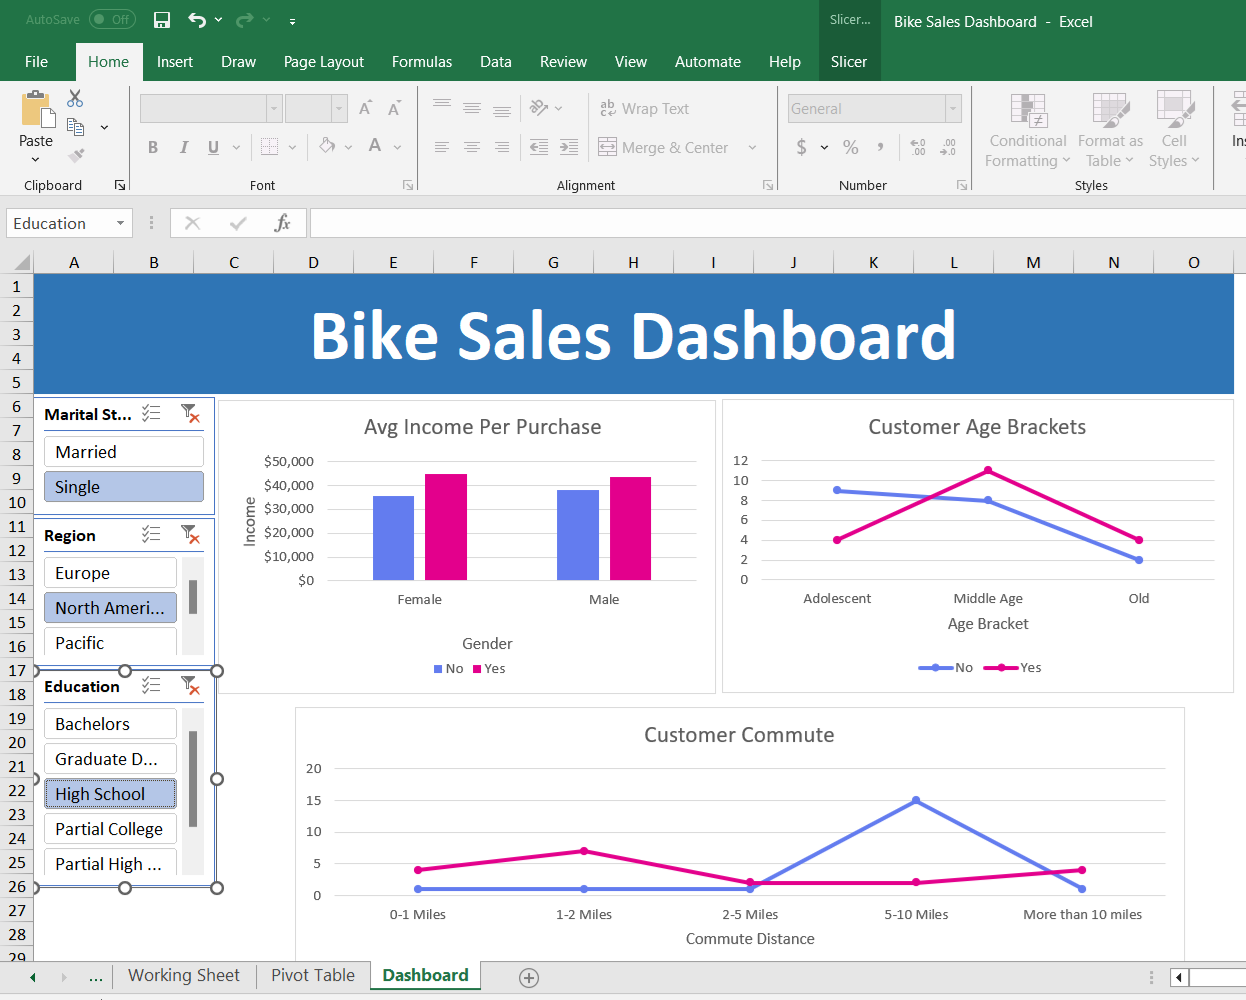 AutoSave Off
Slicer...
Bike Sales Dashboard - Excel
File Home Insert Draw Page Layout Formulas Data Review View Automate Help Slicer
Paste
Clipboard
B I U A
Font
ab Wrap Text
Merge & Center
Alignment
General
$ % ,
Number
Conditional Formatting
Format as Table
Cell Styles
Styles
Ins
Education
fx
A B C D E F G H I J K L M N O
1
2
3
4
5
6
7
8
9
10
11
12
13
14
15
16
17
18
19
20
21
22
23
24
25
26
27
28
29
Bike Sales Dashboard
Marital St...
Married
Single
Region
Europe
North Ameri...
Pacific
Education
Bachelors
Graduate D...
High School
Partial College
Partial High ...
Avg Income Per Purchase
Income
$50,000
$40,000
$30,000
$20,000
$10,000
$0
Female Male
Gender
No Yes
Customer Age Brackets
12
10
8
6
4
2
0
Adolescent Middle Age Old
Age Bracket
No Yes
Customer Commute
20
15
10
5
0
0-1 Miles 1-2 Miles 2-5 Miles 5-10 Miles More than 10 miles
Commute Distance
... Working Sheet Pivot Table Dashboard